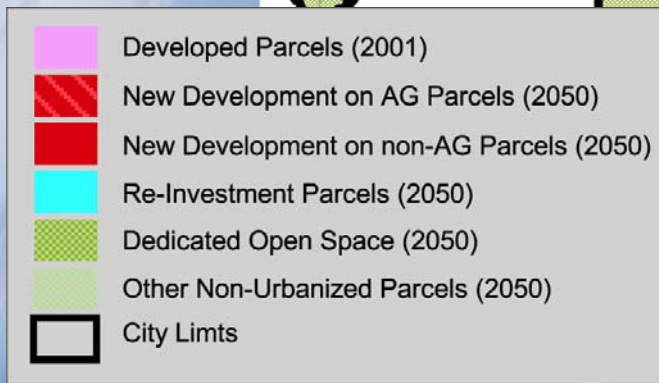 Developed Parcels (2001)
New Development on AG Parcels (2050)
New Development on non-AG Parcels (2050)
Re-Investment Parcels (2050)
Dedicated Open Space (2050)
Other Non-Urbanized Parcels (2050)
City Limts